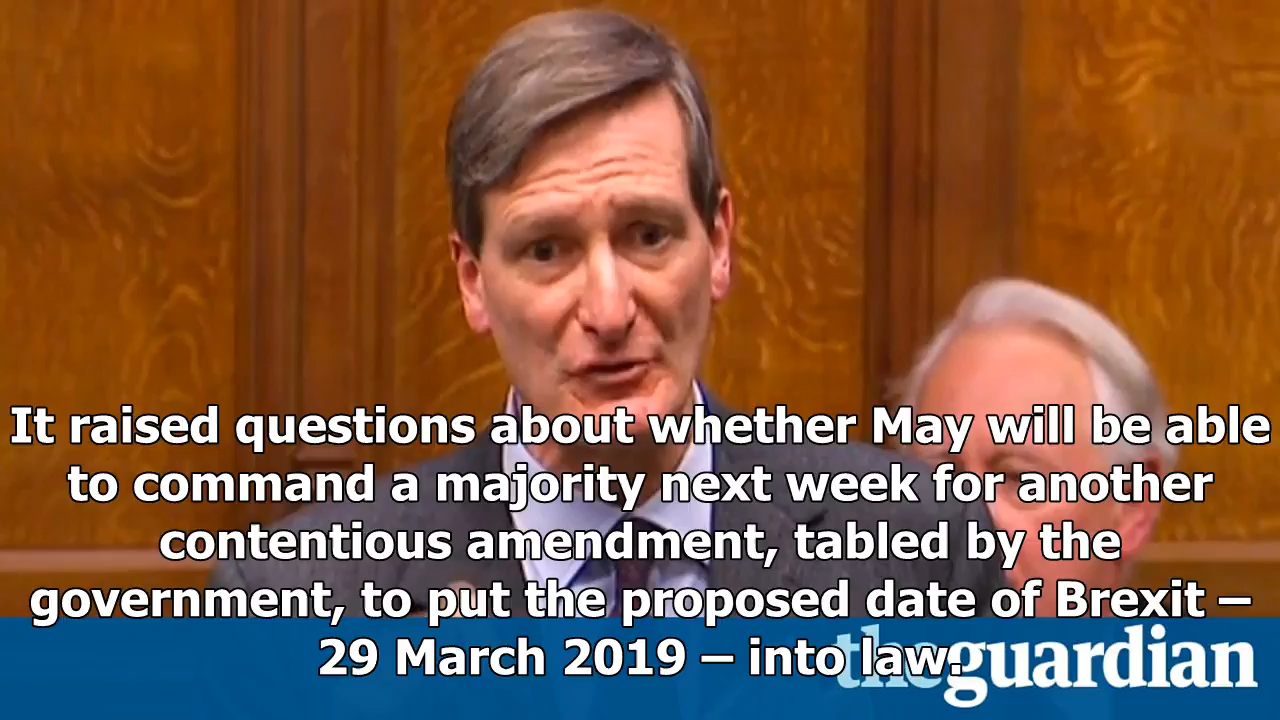 It raised questions about whether May will be able
to command a majority next week for another
contentious amendment, tabled by the
government, to put the proposed date of Brexit –
29 March 2019 – into law.
theguardian